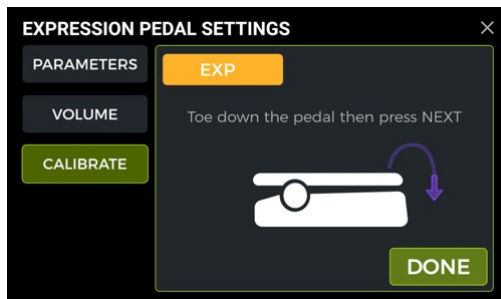 EXPRESSION PEDAL SETTINGS
PARAMETERS
VOLUME
CALIBRATE
EXP
Toe down the pedal then press NEXT
DONE